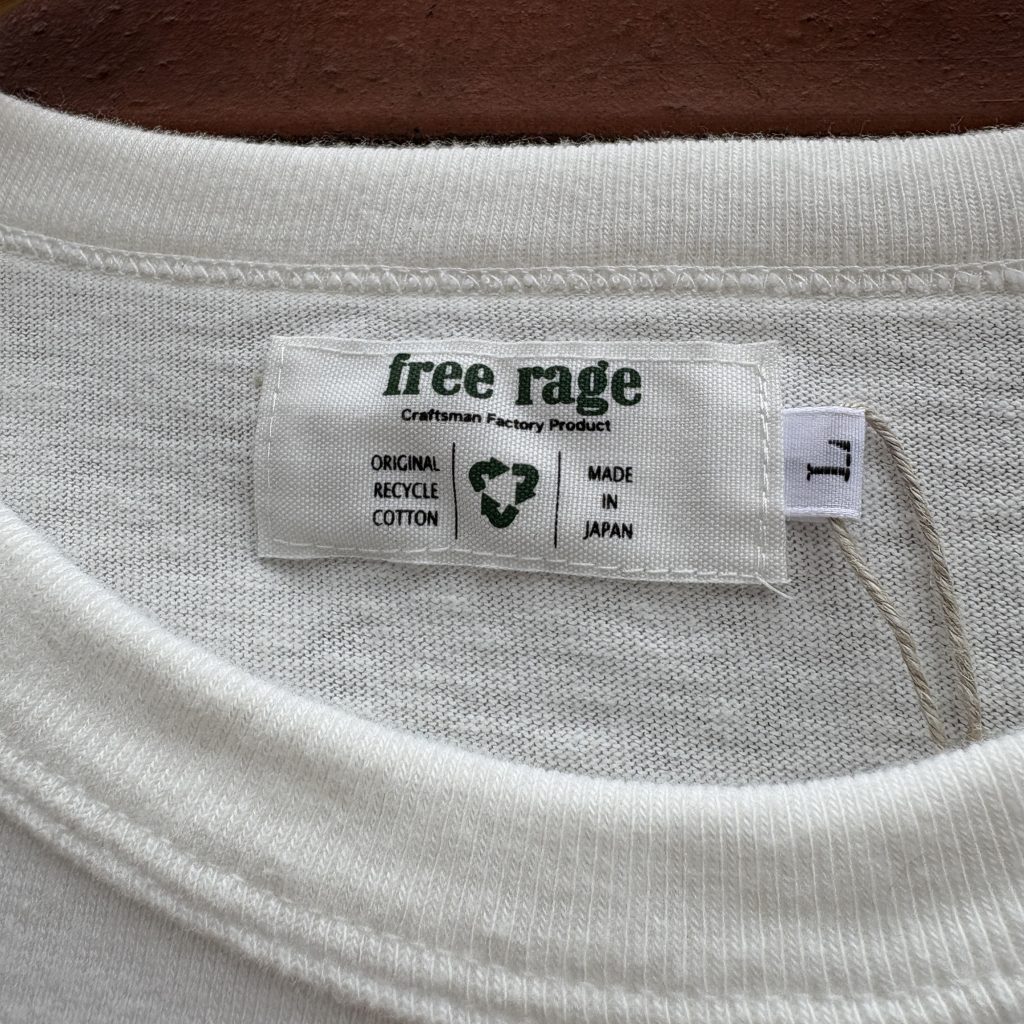 free rage
Craftsman Factory Product
ORIGINAL
RECYCLE
COTTON
MADE
IN
JAPAN
L